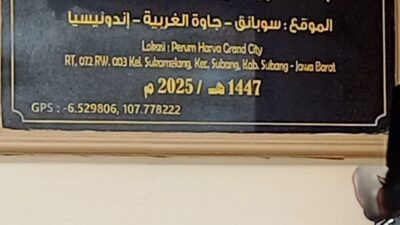 الموقع : سوبانق - جاوة الغربية - إندونيسيا
Lokasi : Perum Harva Grand City
RT, 072 RW. 003 Kel. Sukamelang, Kec. Subang, Kab. Subang - Jawa Barat
1447 هـ / 2025 م
GPS : -6.529806, 107.778222